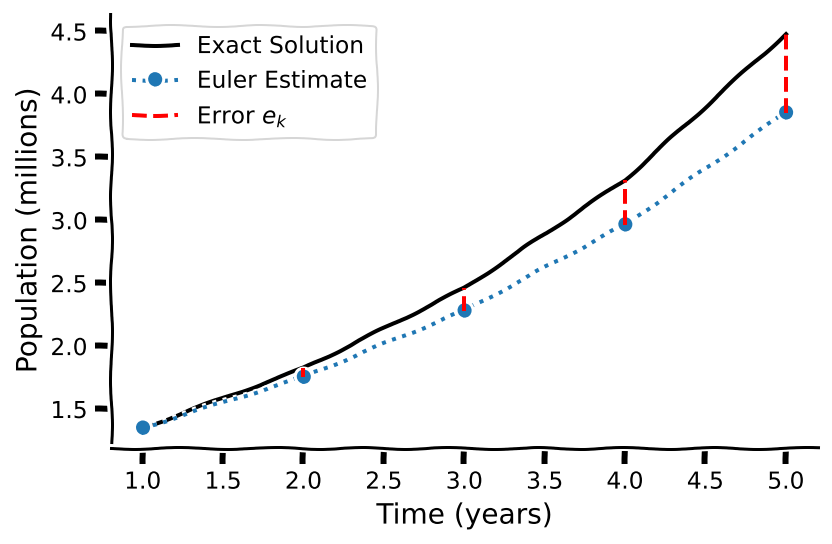 Exact Solution
Euler Estimate
Error e_k
4.5
4.0
3.5
3.0
2.5
2.0
1.5
Population (millions)
1.0 1.5 2.0 2.5 3.0 3.5 4.0 4.5 5.0
Time (years)